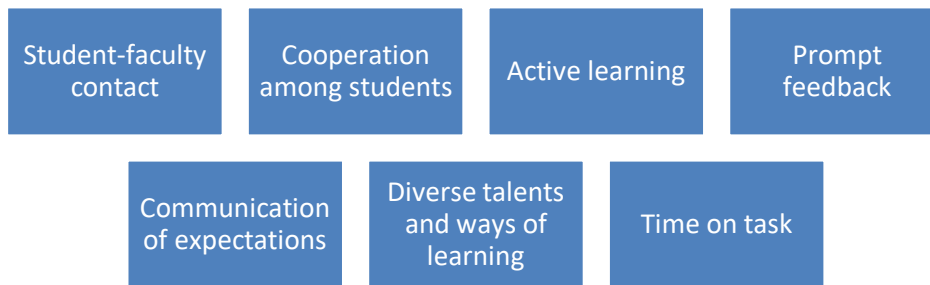 Student-faculty
contact
Cooperation
among students
Active learning
Prompt
feedback
Communication
of expectations
Diverse talents
and ways of
learning
Time on task